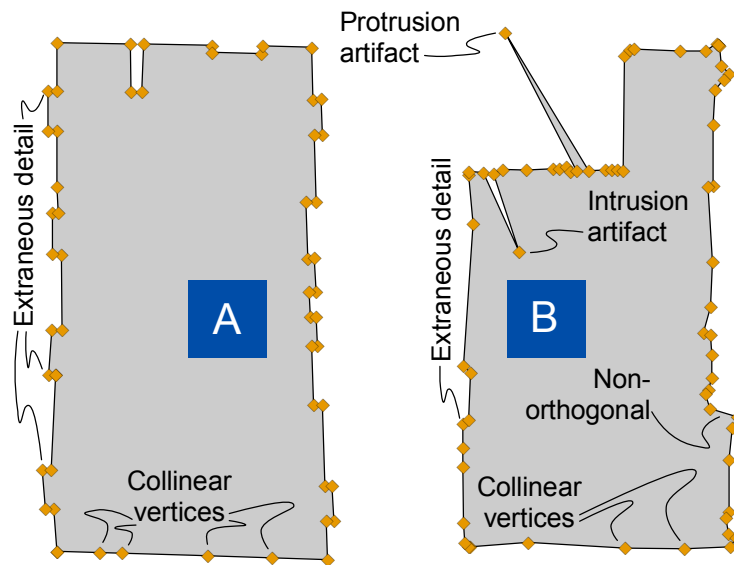 Protrusion
artifact
Extraneous detail
A
Collinear
vertices
Extraneous detail
Intrusion
artifact
B
Non-
orthogonal
Collinear
vertices